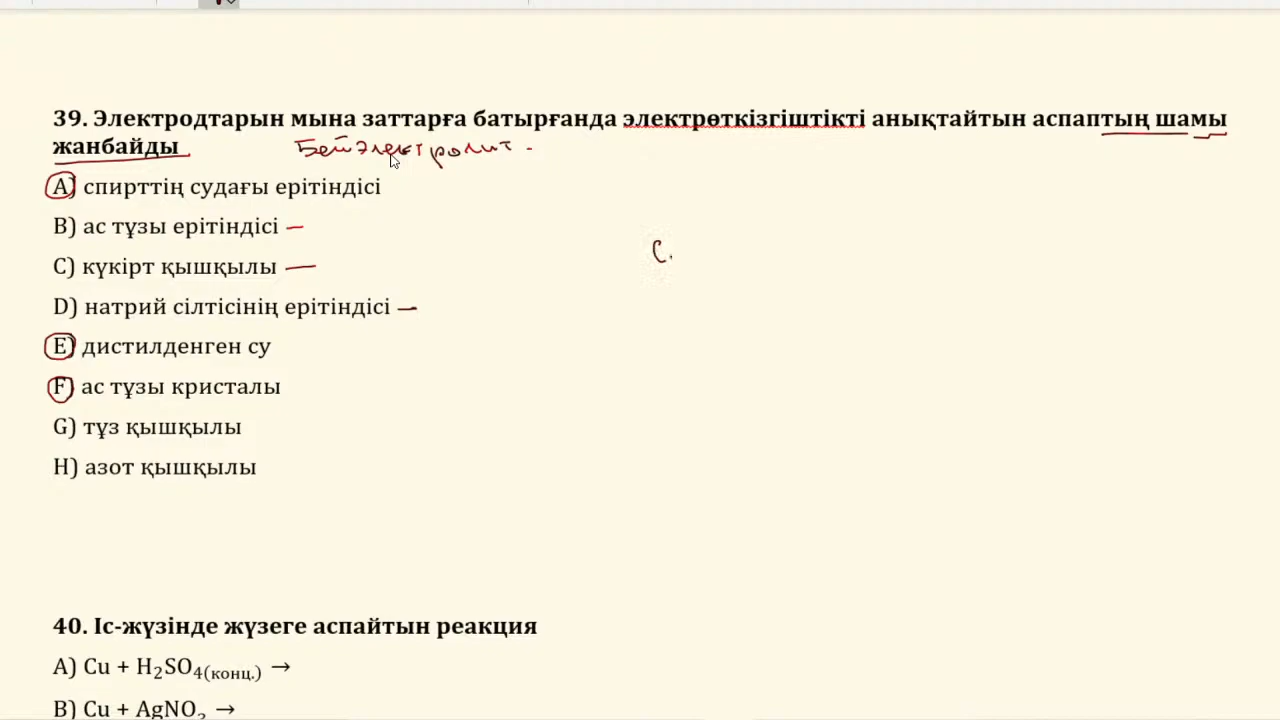 39. Электродтарын мына заттарға батырғанда электрөткізгіштікті анықтайтын аспаптың шамы
жанбайды Бейэлектролит.
A) спирттің судағы ерітіндісі
B) ас тұзы ерітіндісі –
C) күкірт қышқылы –
D) натрий сілтісінің ерітіндісі –
E) дистилденген су
F) ас тұзы кристалы
G) тұз қышқылы
H) азот қышқылы
40. Іс-жүзінде жүзеге аспайтын реакция
A) Cu + H₂SO₄(конц.) →
B) Cu + AgNO₃ →